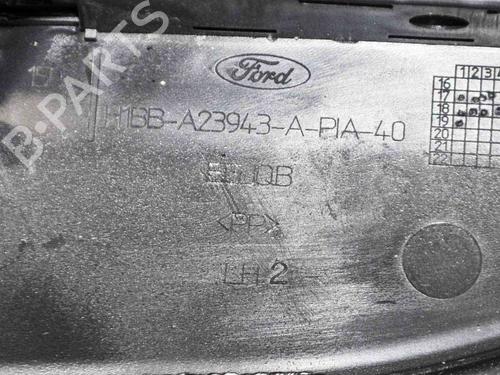 Ford
H1BB-A23943-A-PIA-40
<PP>
LH 2
1 2 3 4
16
18
19
20
21
22
B-PARTS